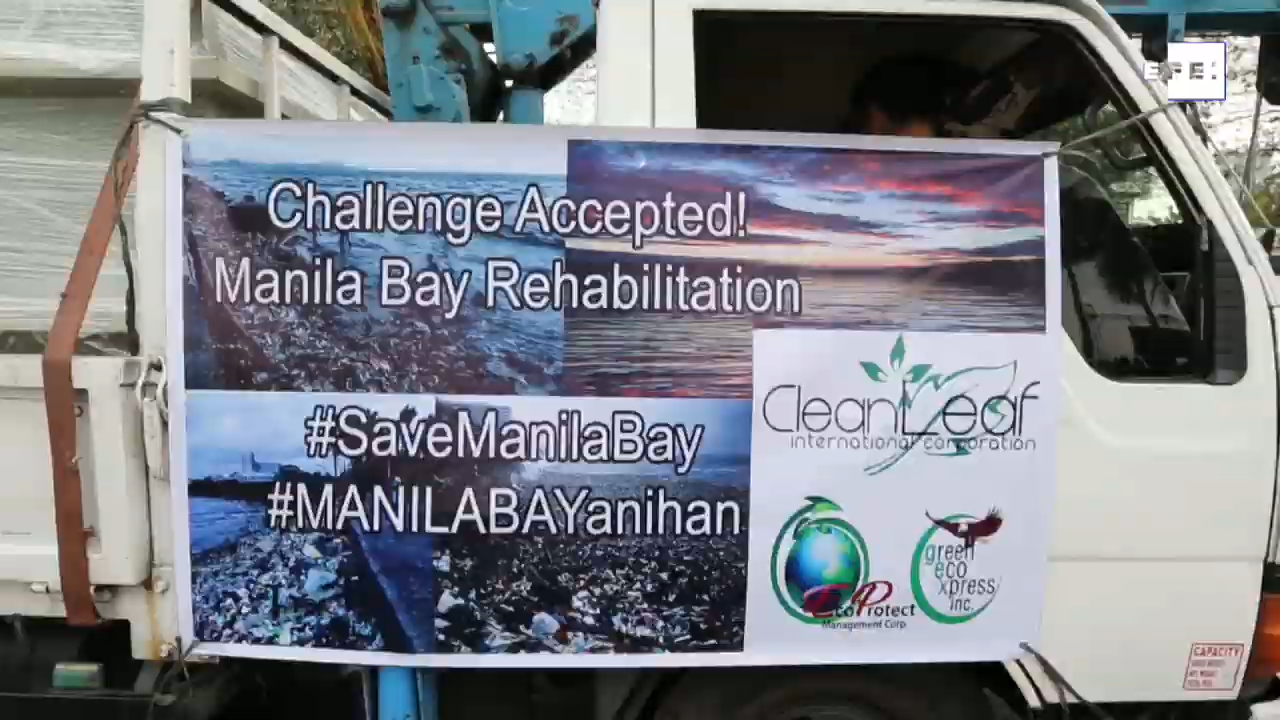 EFE:
Challenge Accepted!
Manila Bay Rehabilitation
#SaveManilaBay
#MANILABAYanihan
CleanLeaf
international corporation
EcoProtect
Management Corp.
green
eco
xpress
inc.
CAPACITY